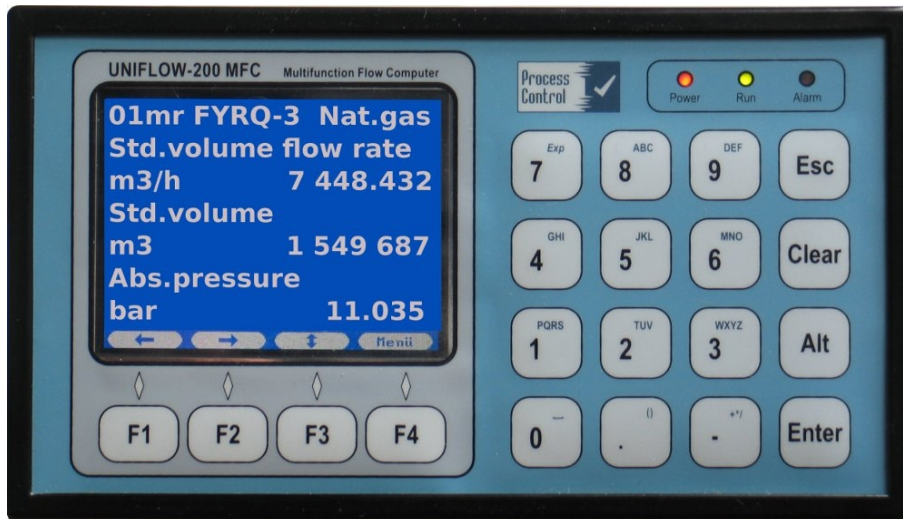 UNIFLOW-200 MFC Multifunction Flow Computer
01mr FYRQ-3 Nat.gas
Std.volume flow rate
m3/h 7 448.432
Std.volume
m3 1 549 687
Abs.pressure
bar 11.035
← → ↕ Menü
F1 F2 F3 F4
Process
Control
Power Run Alarm
Exp ABC DEF
7 8 9 Esc
GHI JKL MNO
4 5 6 Clear
PQRS TUV WXYZ
1 2 3 Alt
⎵ () +*/
0 . - Enter